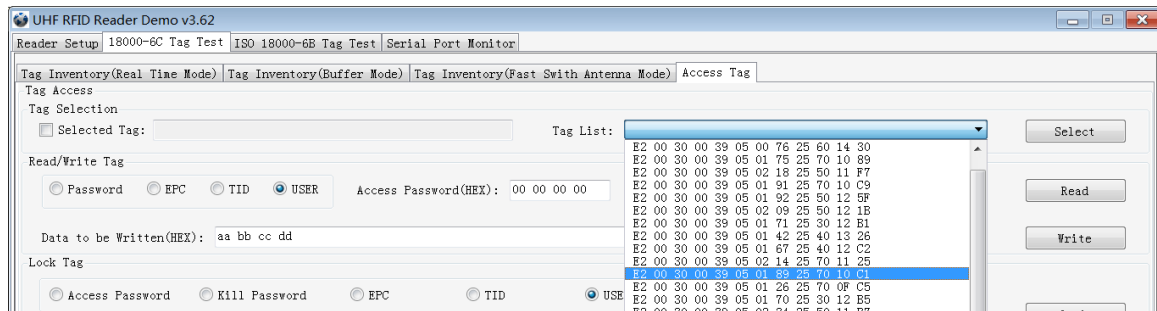 UHF RFID Reader Demo v3.62
Reader Setup 18000-6C Tag Test ISO 18000-6B Tag Test Serial Port Monitor
Tag Inventory(Real Time Mode) Tag Inventory(Buffer Mode) Tag Inventory(Fast Swith Antenna Mode) Access Tag
Tag Access
Tag Selection
Selected Tag: Tag List: Select
E2 00 30 00 39 05 00 76 25 60 14 30
E2 00 30 00 39 05 01 75 25 70 10 89
E2 00 30 00 39 05 02 18 25 50 11 F7
E2 00 30 00 39 05 01 91 25 70 10 C9
E2 00 30 00 39 05 01 92 25 50 12 5F
E2 00 30 00 39 05 02 09 25 50 12 1B
E2 00 30 00 39 05 01 71 25 30 12 B1
E2 00 30 00 39 05 01 42 25 40 13 26
E2 00 30 00 39 05 01 67 25 40 12 C2
E2 00 30 00 39 05 02 14 25 70 11 25
E2 00 30 00 39 05 01 89 25 70 10 C1
E2 00 30 00 39 05 01 26 25 70 0F C5
E2 00 30 00 39 05 01 70 25 30 12 B5
Read/Write Tag
Password EPC TID USER Access Password(HEX): 00 00 00 00 Read
Data to be Written(HEX): aa bb cc dd Write
Lock Tag
Access Password Kill Password EPC TID USE